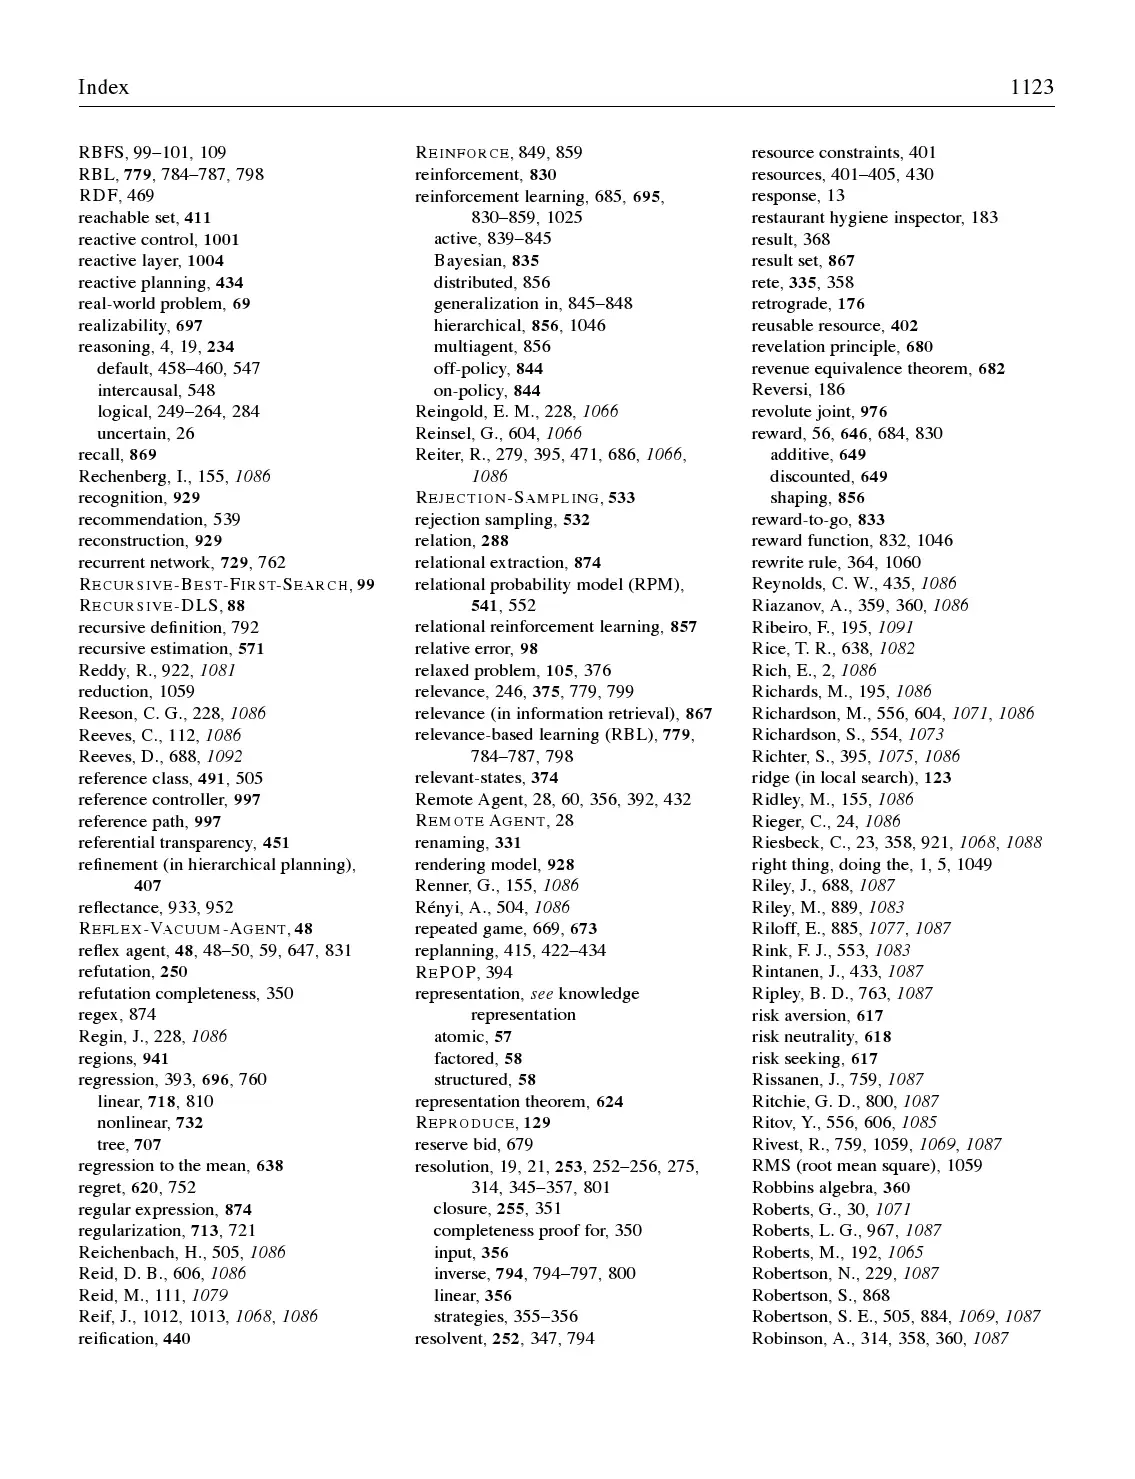 Index 1123
RBFS, 99–101, 109
RBL, 779, 784–787, 798
RDF, 469
reachable set, 411
reactive control, 1001
reactive layer, 1004
reactive planning, 434
real-world problem, 69
realizability, 697
reasoning, 4, 19, 234
default, 458–460, 547
intercausal, 548
logical, 249–264, 284
uncertain, 26
recall, 869
Rechenberg, I., 155, 1086
recognition, 929
recommendation, 539
reconstruction, 929
recurrent network, 729, 762
RECURSIVE-BEST-FIRST-SEARCH, 99
RECURSIVE-DLS, 88
recursive definition, 792
recursive estimation, 571
Reddy, R., 922, 1081
reduction, 1059
Reeson, C. G., 228, 1086
Reeves, C., 112, 1086
Reeves, D., 688, 1092
reference class, 491, 505
reference controller, 997
reference path, 997
referential transparency, 451
refinement (in hierarchical planning),
407
reflectance, 933, 952
REFLEX-VACUUM-AGENT, 48
reflex agent, 48, 48–50, 59, 647, 831
refutation, 250
refutation completeness, 350
regex, 874
Regin, J., 228, 1086
regions, 941
regression, 393, 696, 760
linear, 718, 810
nonlinear, 732
tree, 707
regression to the mean, 638
regret, 620, 752
regular expression, 874
regularization, 713, 721
Reichenbach, H., 505, 1086
Reid, D. B., 606, 1086
Reid, M., 111, 1079
Reif, J., 1012, 1013, 1068, 1086
reification, 440
REINFORCE, 849, 859
reinforcement, 830
reinforcement learning, 685, 695,
830–859, 1025
active, 839–845
Bayesian, 835
distributed, 856
generalization in, 845–848
hierarchical, 856, 1046
multiagent, 856
off-policy, 844
on-policy, 844
Reingold, E. M., 228, 1066
Reinsel, G., 604, 1066
Reiter, R., 279, 395, 471, 686, 1066,
1086
REJECTION-SAMPLING, 533
rejection sampling, 532
relation, 288
relational extraction, 874
relational probability model (RPM),
541, 552
relational reinforcement learning, 857
relative error, 98
relaxed problem, 105, 376
relevance, 246, 375, 779, 799
relevance (in information retrieval), 867
relevance-based learning (RBL), 779,
784–787, 798
relevant-states, 374
Remote Agent, 28, 60, 356, 392, 432
REMOTE AGENT, 28
renaming, 331
rendering model, 928
Renner, G., 155, 1086
Rényi, A., 504, 1086
repeated game, 669, 673
replanning, 415, 422–434
REPOP, 394
representation, see knowledge
representation
atomic, 57
factored, 58
structured, 58
representation theorem, 624
REPRODUCE, 129
reserve bid, 679
resolution, 19, 21, 253, 252–256, 275,
314, 345–357, 801
closure, 255, 351
completeness proof for, 350
input, 356
inverse, 794, 794–797, 800
linear, 356
strategies, 355–356
resolvent, 252, 347, 794
resource constraints, 401
resources, 401–405, 430
response, 13
restaurant hygiene inspector, 183
result, 368
result set, 867
rete, 335, 358
retrograde, 176
reusable resource, 402
revelation principle, 680
revenue equivalence theorem, 682
Reversi, 186
revolute joint, 976
reward, 56, 646, 684, 830
additive, 649
discounted, 649
shaping, 856
reward-to-go, 833
reward function, 832, 1046
rewrite rule, 364, 1060
Reynolds, C. W., 435, 1086
Riazanov, A., 359, 360, 1086
Ribeiro, F., 195, 1091
Rice, T. R., 638, 1082
Rich, E., 2, 1086
Richards, M., 195, 1086
Richardson, M., 556, 604, 1071, 1086
Richardson, S., 554, 1073
Richter, S., 395, 1075, 1086
ridge (in local search), 123
Ridley, M., 155, 1086
Rieger, C., 24, 1086
Riesbeck, C., 23, 358, 921, 1068, 1088
right thing, doing the, 1, 5, 1049
Riley, J., 688, 1087
Riley, M., 889, 1083
Riloff, E., 885, 1077, 1087
Rink, F. J., 553, 1083
Rintanen, J., 433, 1087
Ripley, B. D., 763, 1087
risk aversion, 617
risk neutrality, 618
risk seeking, 617
Rissanen, J., 759, 1087
Ritchie, G. D., 800, 1087
Ritov, Y., 556, 606, 1085
Rivest, R., 759, 1059, 1069, 1087
RMS (root mean square), 1059
Robbins algebra, 360
Roberts, G., 30, 1071
Roberts, L. G., 967, 1087
Roberts, M., 192, 1065
Robertson, N., 229, 1087
Robertson, S., 868
Robertson, S. E., 505, 884, 1069, 1087
Robinson, A., 314, 358, 360, 1087